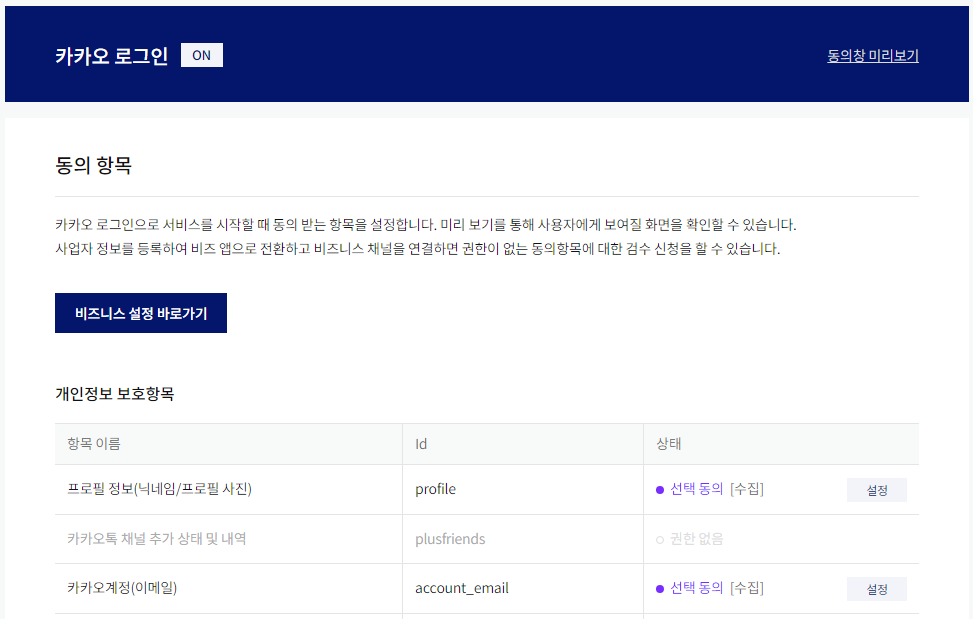 카카오 로그인 ON 동의창 미리보기
동의 항목
카카오 로그인으로 서비스를 시작할 때 동의 받는 항목을 설정합니다. 미리 보기를 통해 사용자에게 보여질 화면을 확인할 수 있습니다.
사업자 정보를 등록하여 비즈 앱으로 전환하고 비즈니스 채널을 연결하면 권한이 없는 동의항목에 대한 검수 신청을 할 수 있습니다.
비즈니스 설정 바로가기
개인정보 보호항목
항목 이름 Id 상태
프로필 정보(닉네임/프로필 사진) profile 선택 동의 [수집] 설정
카카오톡 채널 추가 상태 및 내역 plusfriends 권한 없음
카카오계정(이메일) account_email 선택 동의 [수집] 설정